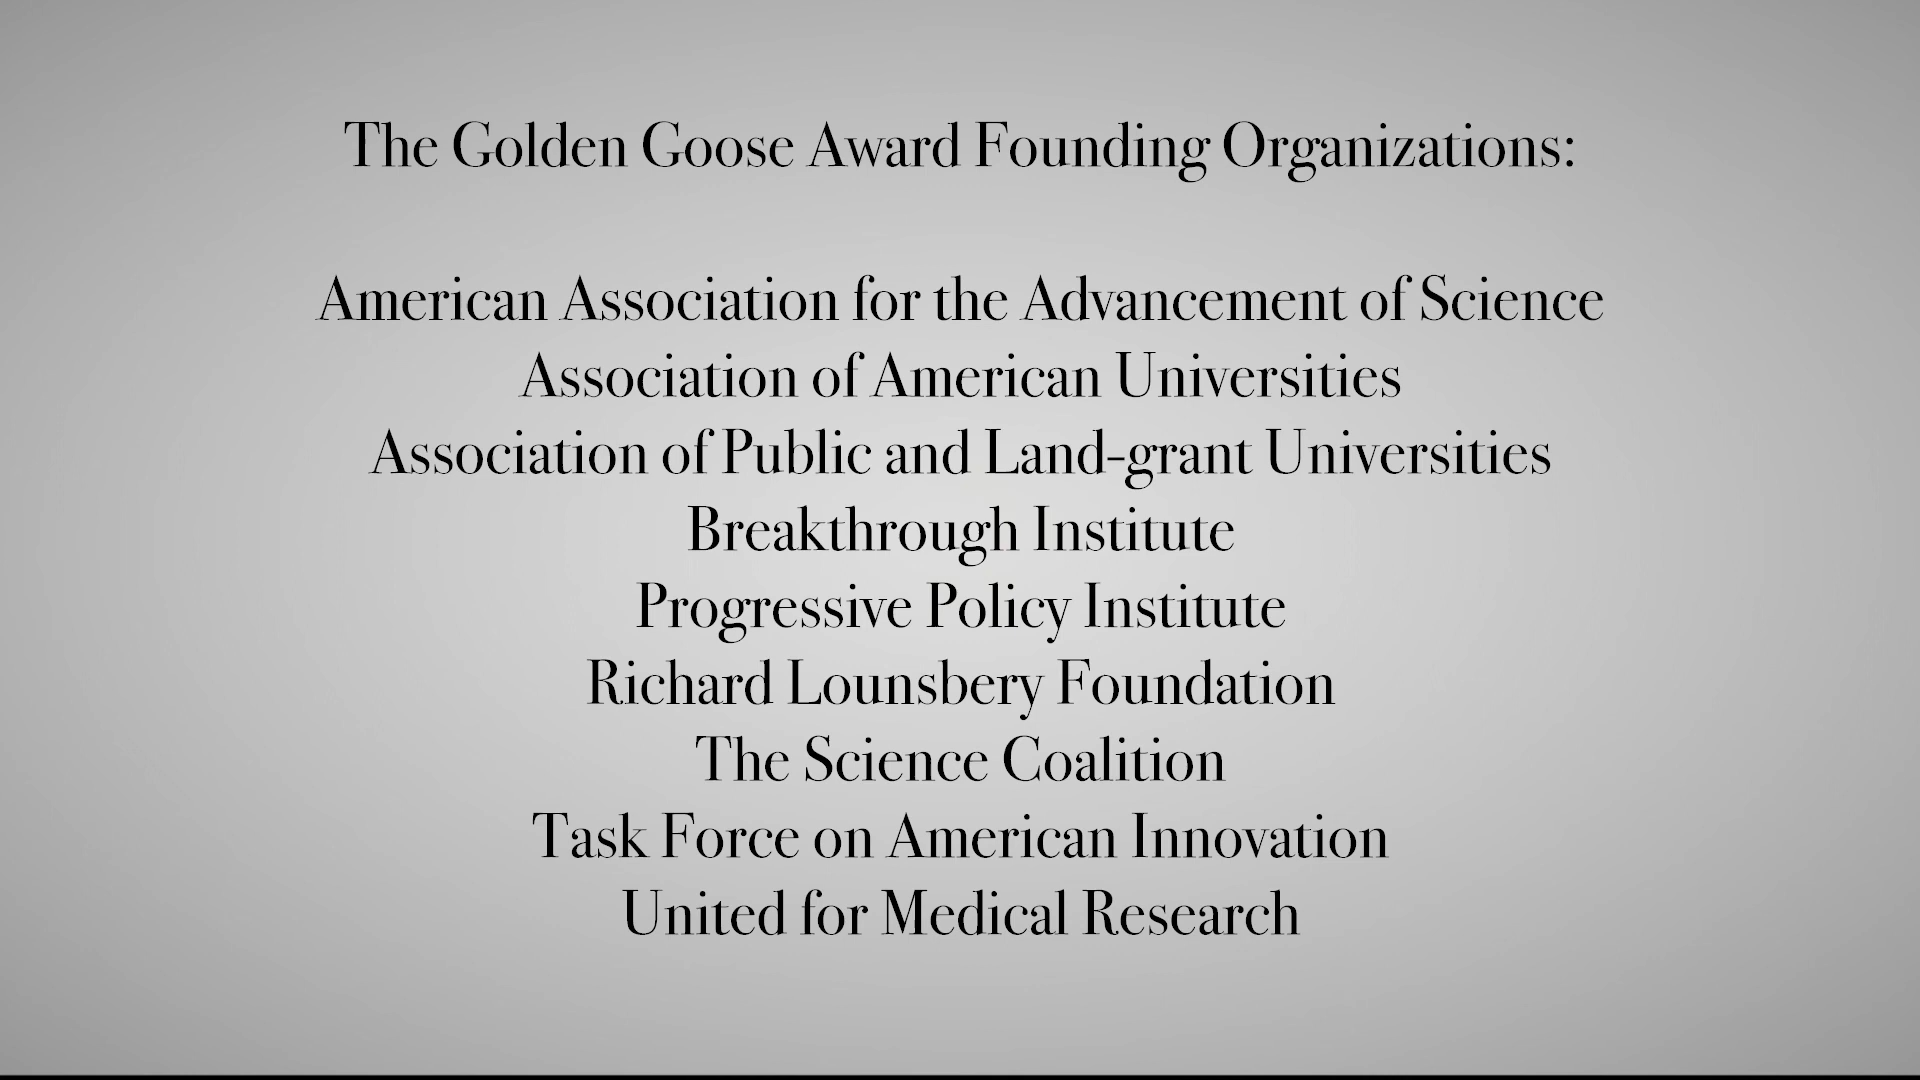 The Golden Goose Award Founding Organizations:
American Association for the Advancement of Science
Association of American Universities
Association of Public and Land-grant Universities
Breakthrough Institute
Progressive Policy Institute
Richard Lounsbery Foundation
The Science Coalition
Task Force on American Innovation
United for Medical Research